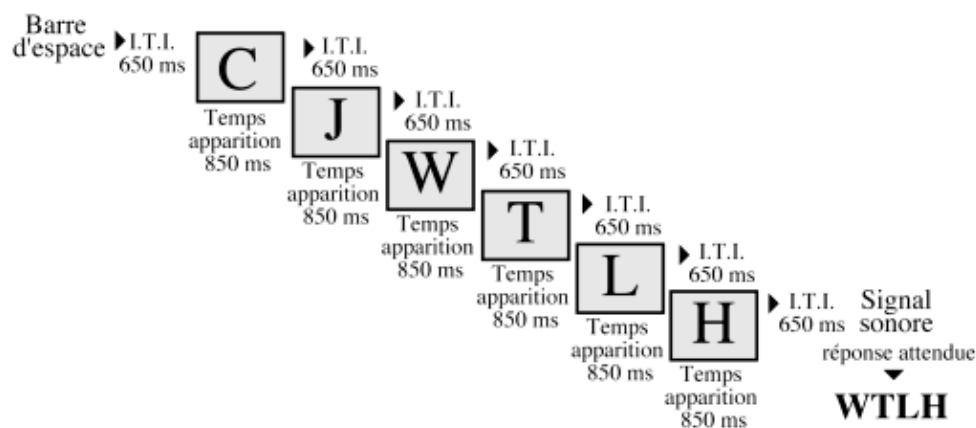 Barre
d'espace
I.T.I.
650 ms
C
Temps
apparition
850 ms
I.T.I.
650 ms
J
Temps
apparition
850 ms
I.T.I.
650 ms
W
Temps
apparition
850 ms
I.T.I.
650 ms
T
Temps
apparition
850 ms
I.T.I.
650 ms
L
Temps
apparition
850 ms
I.T.I.
650 ms
H
Temps
apparition
850 ms
I.T.I.
650 ms
Signal
sonore
réponse attendue
WTLH